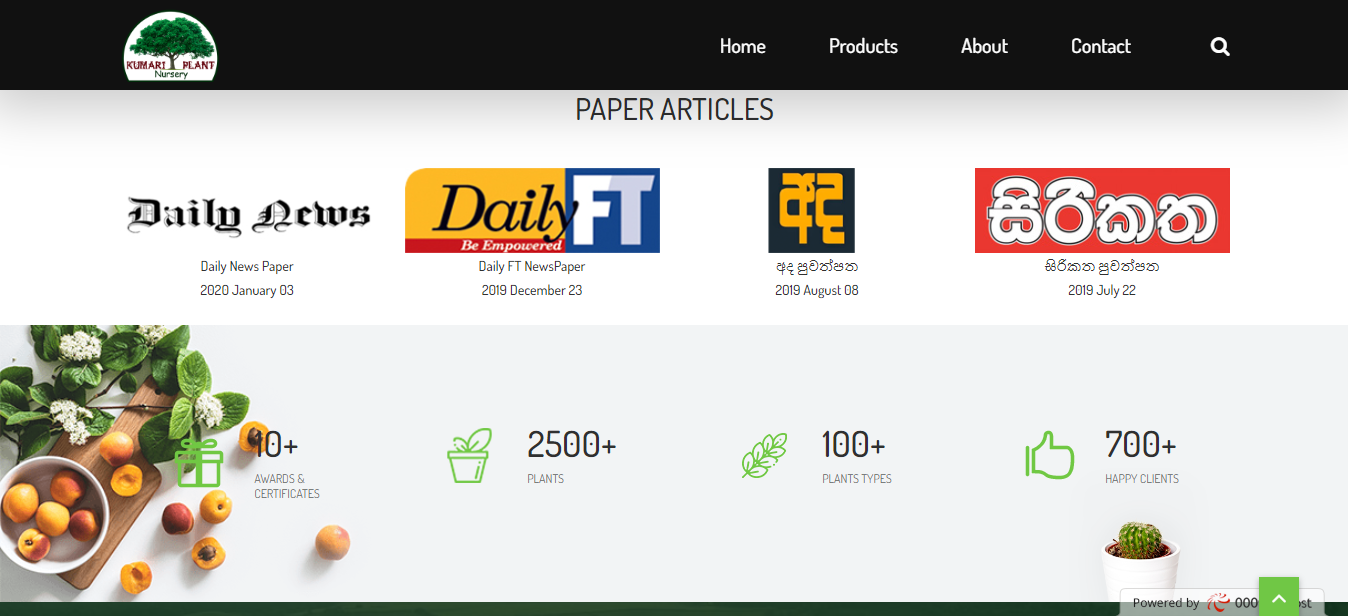 KUMARI PLANT
Nursery
Home Products About Contact
PAPER ARTICLES
Daily News
Daily FT
Be Empowered
අද
සිරිකත
Daily News Paper
2020 January 03
Daily FT NewsPaper
2019 December 23
අද පුවත්පත
2019 August 08
සිරිකත පුවත්පත
2019 July 22
10+
AWARDS &
CERTIFICATES
2500+
PLANTS
100+
PLANTS TYPES
700+
HAPPY CLIENTS
Powered by 000